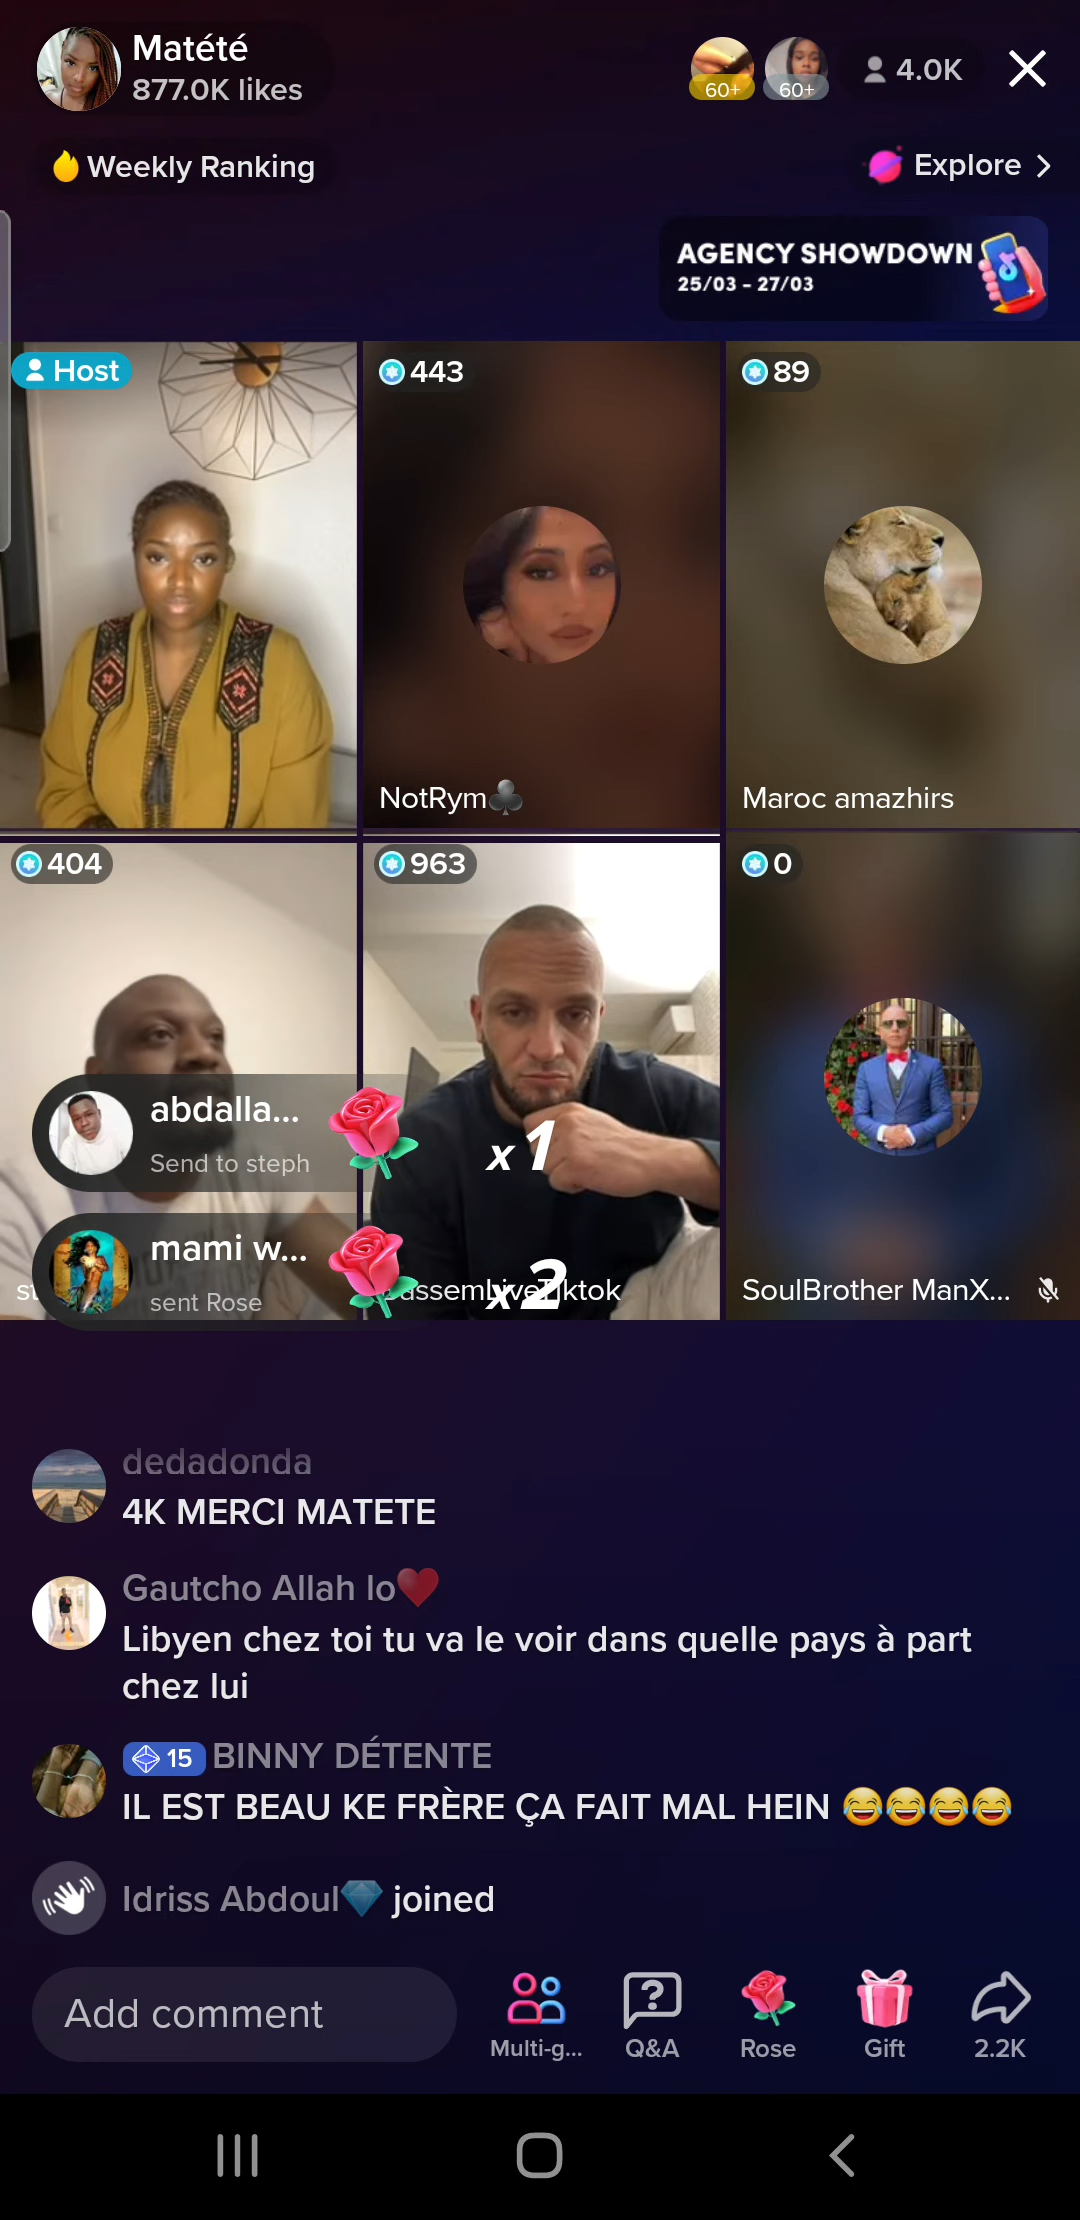 Matété
877.0K likes
60+
60+
4.0K
Weekly Ranking
Explore
AGENCY SHOWDOWN
25/03 - 27/03
Host
443
89
NotRym♣
Maroc amazhirs
404
963
0
abdalla...
Send to steph
x1
mami w...
sent Rose
x2
st
assemLiveTiktok
SoulBrother ManX...
dedadonda
4K MERCI MATETE
Gautcho Allah lo❤
Libyen chez toi tu va le voir dans quelle pays à part
chez lui
15 BINNY DÉTENTE
IL EST BEAU KE FRÈRE ÇA FAIT MAL HEIN 😂😂😂😂
Idriss Abdoul💎 joined
Add comment
Multi-g...
Q&A
Rose
Gift
2.2K